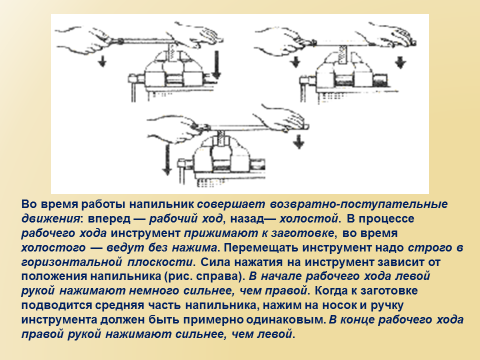 Во время работы напильник совершает возвратно-поступательные
движения: вперед — рабочий ход, назад— холостой. В процессе
рабочего хода инструмент прижимают к заготовке, во время
холостого — ведут без нажима. Перемещать инструмент надо строго в
горизонтальной плоскости. Сила нажатия на инструмент зависит от
положения напильника (рис. справа). В начале рабочего хода левой
рукой нажимают немного сильнее, чем правой. Когда к заготовке
подводится средняя часть напильника, нажим на носок и ручку
инструмента должен быть примерно одинаковым. В конце рабочего хода
правой рукой нажимают сильнее, чем левой.